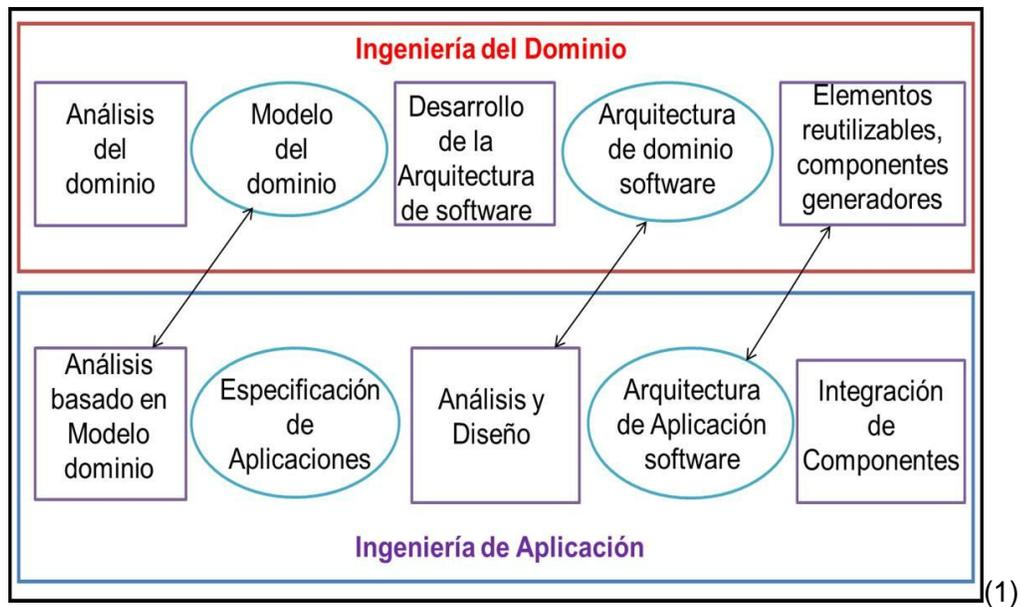 Ingeniería del Dominio
Análisis
del
dominio
Modelo
del
dominio
Desarrollo
de la
Arquitectura
de software
Arquitectura
de dominio
software
Elementos
reutilizables,
componentes
generadores
Análisis
basado en
Modelo
dominio
Especificación
de
Aplicaciones
Análisis y
Diseño
Arquitectura
de Aplicación
software
Integración
de
Componentes
Ingeniería de Aplicación
(1)